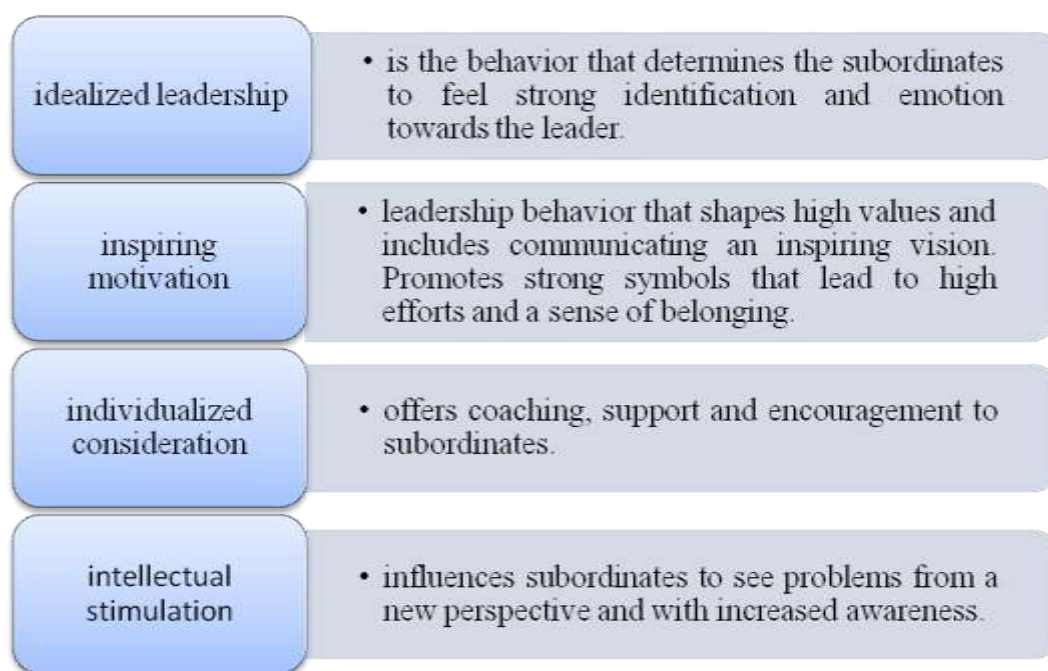 idealized leadership
• is the behavior that determines the subordinates
to feel strong identification and emotion
towards the leader.
inspiring
motivation
• leadership behavior that shapes high values and
includes communicating an inspiring vision.
Promotes strong symbols that lead to high
efforts and a sense of belonging.
individualized
consideration
• offers coaching, support and encouragement to
subordinates.
intellectual
stimulation
• influences subordinates to see problems from a
new perspective and with increased awareness.